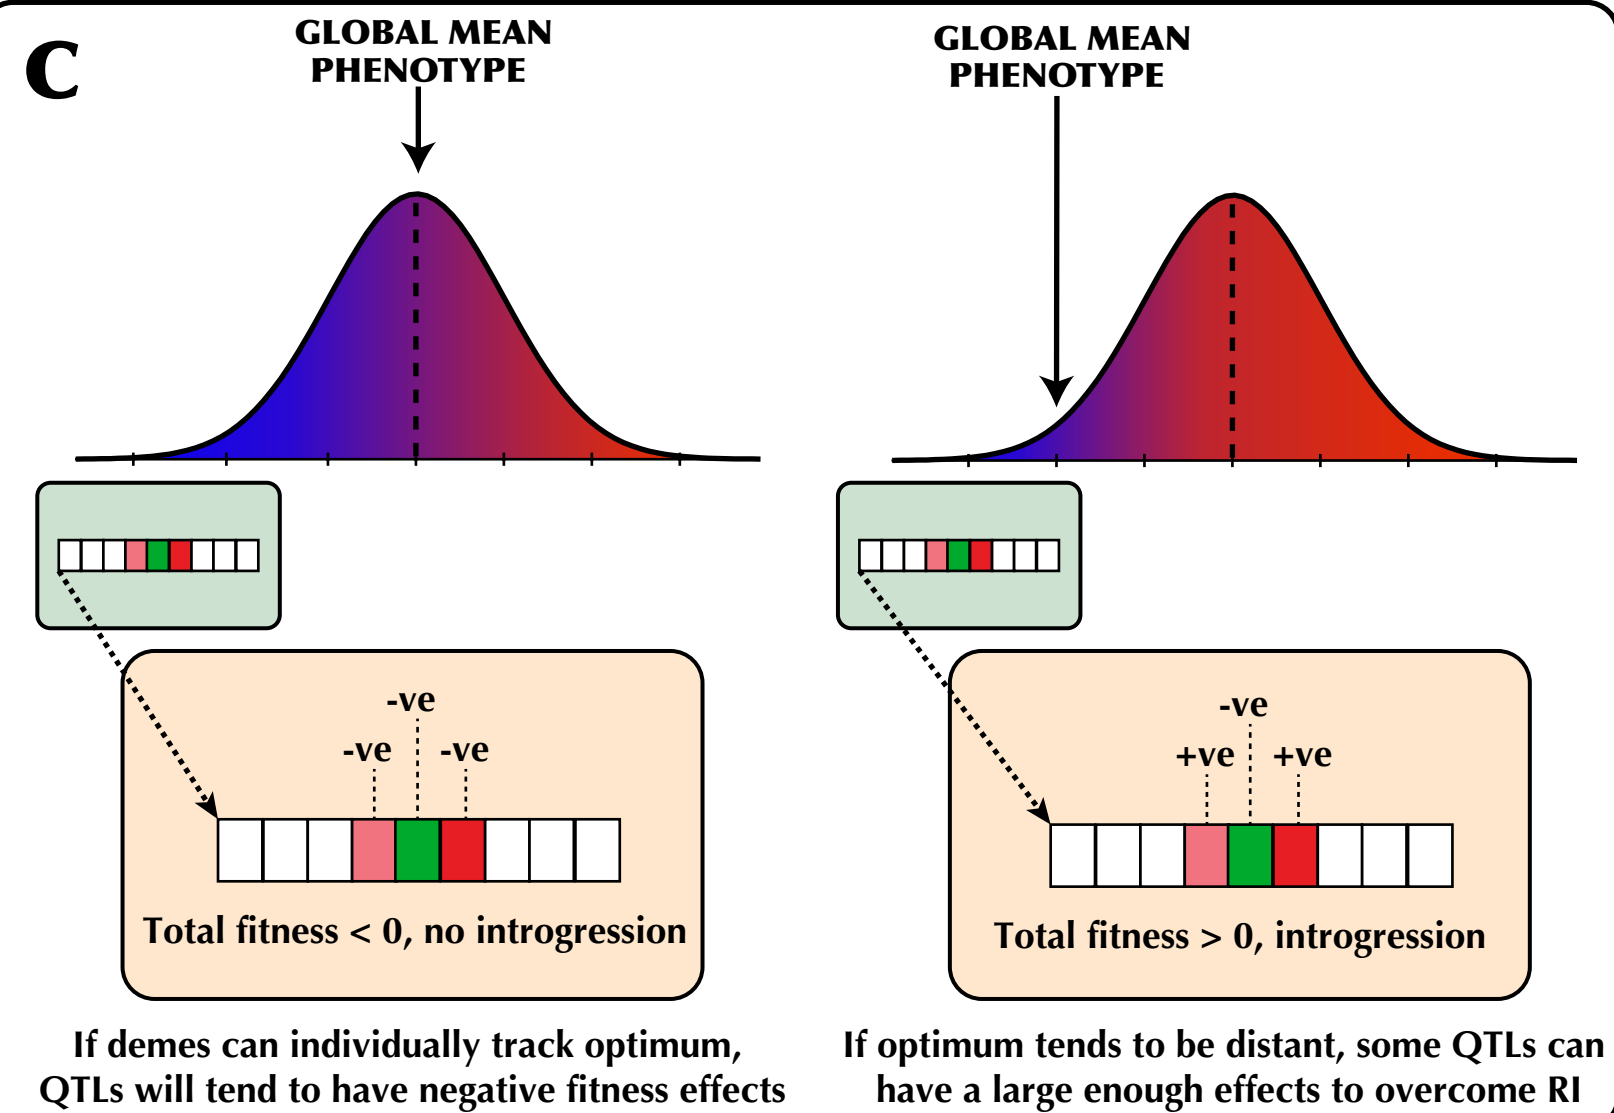 c
GLOBAL MEAN
PHENOTYPE
-ve
-ve
-ve
Total fitness < 0, no introgression
If demes can individually track optimum,
QTLs will tend to have negative fitness effects
GLOBAL MEAN
PHENOTYPE
-ve
+ve
+ve
Total fitness > 0, introgression
If optimum tends to be distant, some QTLs can
have a large enough effects to overcome RI